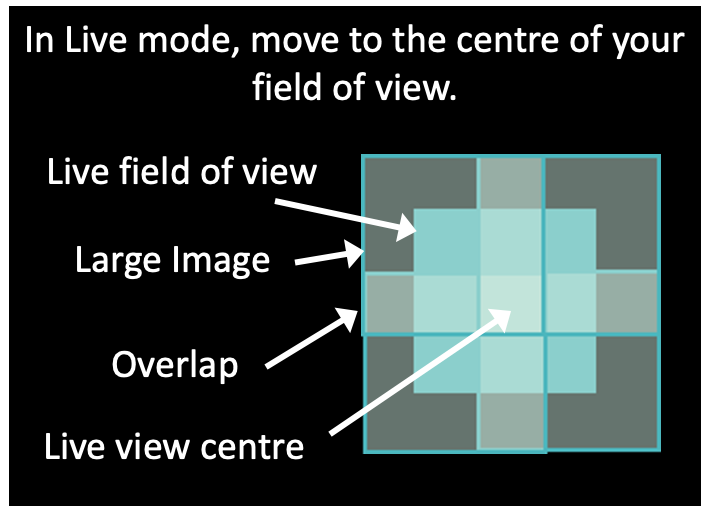 In Live mode, move to the centre of your
field of view.
Live field of view
Large Image
Overlap
Live view centre